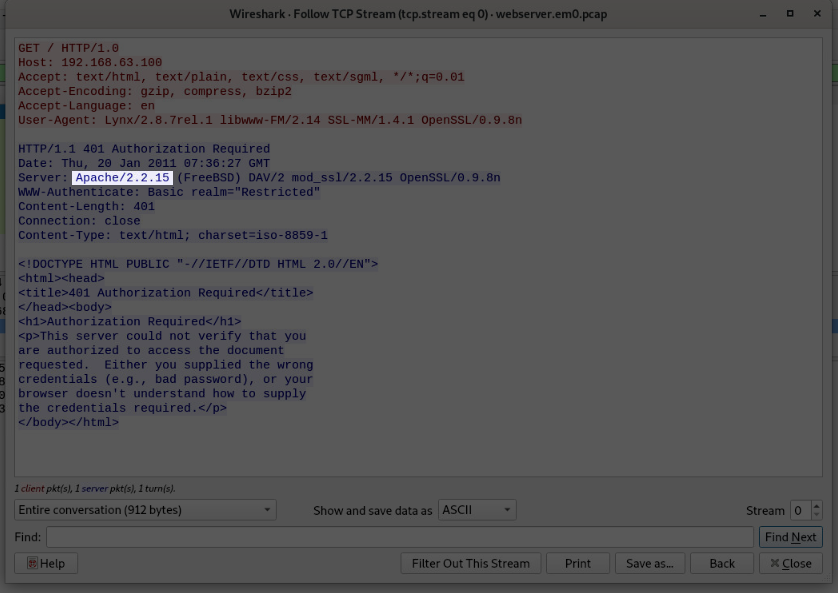 Wireshark · Follow TCP Stream (tcp.stream eq 0) · webserver.em0.pcap
GET / HTTP/1.0
Host: 192.168.63.100
Accept: text/html, text/plain, text/css, text/sgml, */*;q=0.01
Accept-Encoding: gzip, compress, bzip2
Accept-Language: en
User-Agent: Lynx/2.8.7rel.1 libwww-FM/2.14 SSL-MM/1.4.1 OpenSSL/0.9.8n
HTTP/1.1 401 Authorization Required
Date: Thu, 20 Jan 2011 07:36:27 GMT
Server: Apache/2.2.15 (FreeBSD) DAV/2 mod_ssl/2.2.15 OpenSSL/0.9.8n
WWW-Authenticate: Basic realm="Restricted"
Content-Length: 401
Connection: close
Content-Type: text/html; charset=iso-8859-1
<!DOCTYPE HTML PUBLIC "-//IETF//DTD HTML 2.0//EN">
<html><head>
<title>401 Authorization Required</title>
</head><body>
<h1>Authorization Required</h1>
<p>This server could not verify that you
are authorized to access the document
requested.  Either you supplied the wrong
credentials (e.g., bad password), or your
browser doesn't understand how to supply
the credentials required.</p>
</body></html>
1 client pkt(s), 1 server pkt(s), 1 turn(s).
Entire conversation (912 bytes) Show and save data as ASCII Stream 0
Find: Find Next
Help Filter Out This Stream Print Save as... Back Close